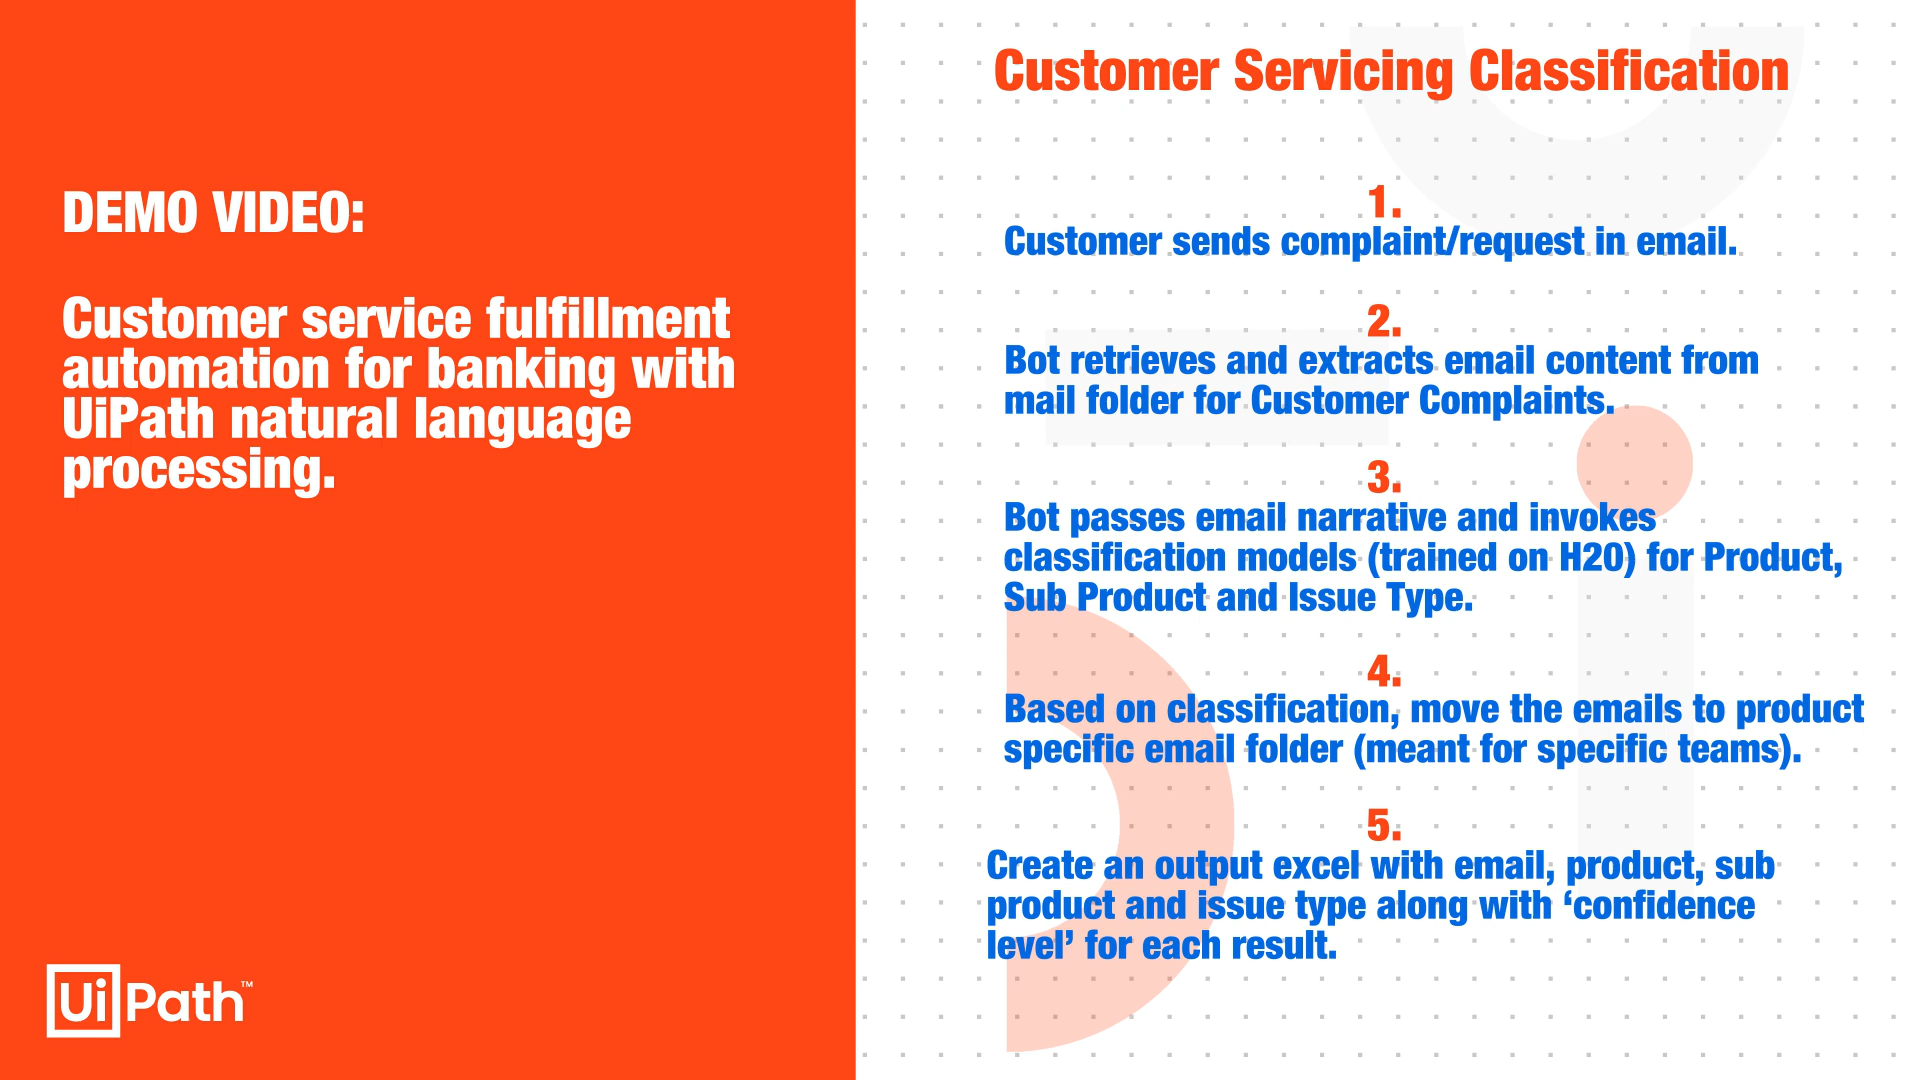 DEMO VIDEO:
Customer service fulfillment
automation for banking with
UiPath natural language
processing.
UiPath™
Customer Servicing Classification
1.
Customer sends complaint/request in email.
2.
Bot retrieves and extracts email content from
mail folder for Customer Complaints.
3.
Bot passes email narrative and invokes
classification models (trained on H20) for Product,
Sub Product and Issue Type.
4.
Based on classification, move the emails to product
specific email folder (meant for specific teams).
5.
Create an output excel with email, product, sub
product and issue type along with ‘confidence
level’ for each result.